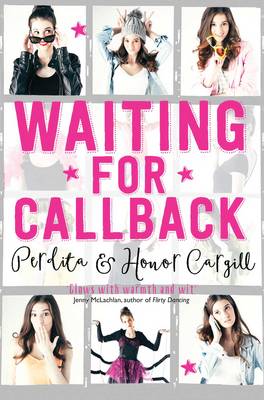 WAITING
FOR
CALLBACK
Perdita & Honor Cargill
'Glows with warmth and wit'
Jenny McLachlan, author of Flirty Dancing